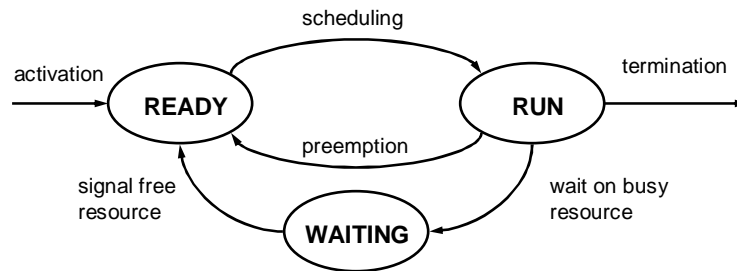 scheduling
activation
termination
READY
RUN
preemption
signal free
resource
wait on busy
resource
WAITING